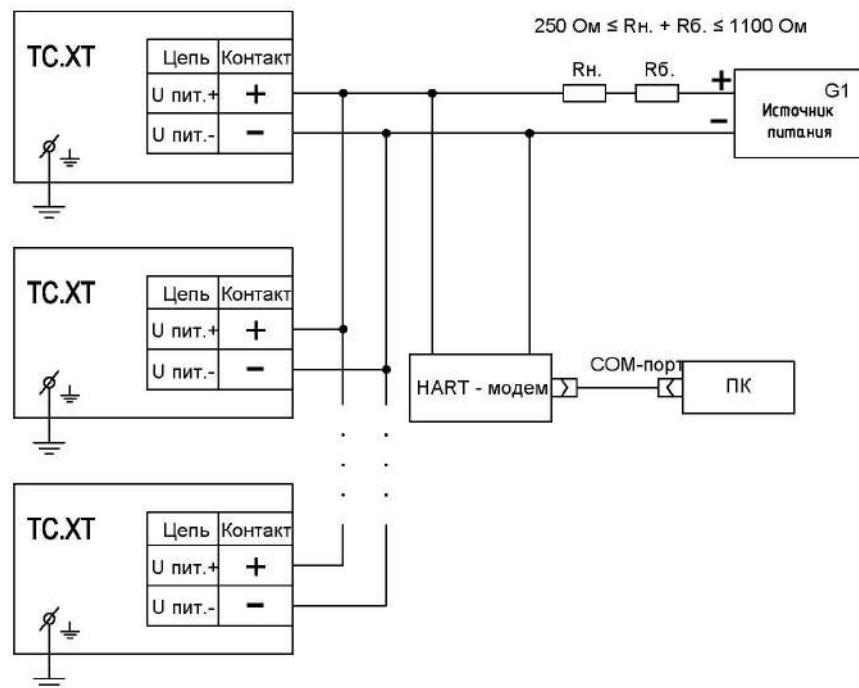 250 Ом ≤ Rн. + Rб. ≤ 1100 Ом
ТС.ХТ
Цепь Контакт
U пит.+ +
U пит.- −
Rн. Rб. +
−
G1
Источник
питания
ТС.ХТ
Цепь Контакт
U пит.+ +
U пит.- −
HART - модем
COM-порт
ПК
ТС.ХТ
Цепь Контакт
U пит.+ +
U пит.- −